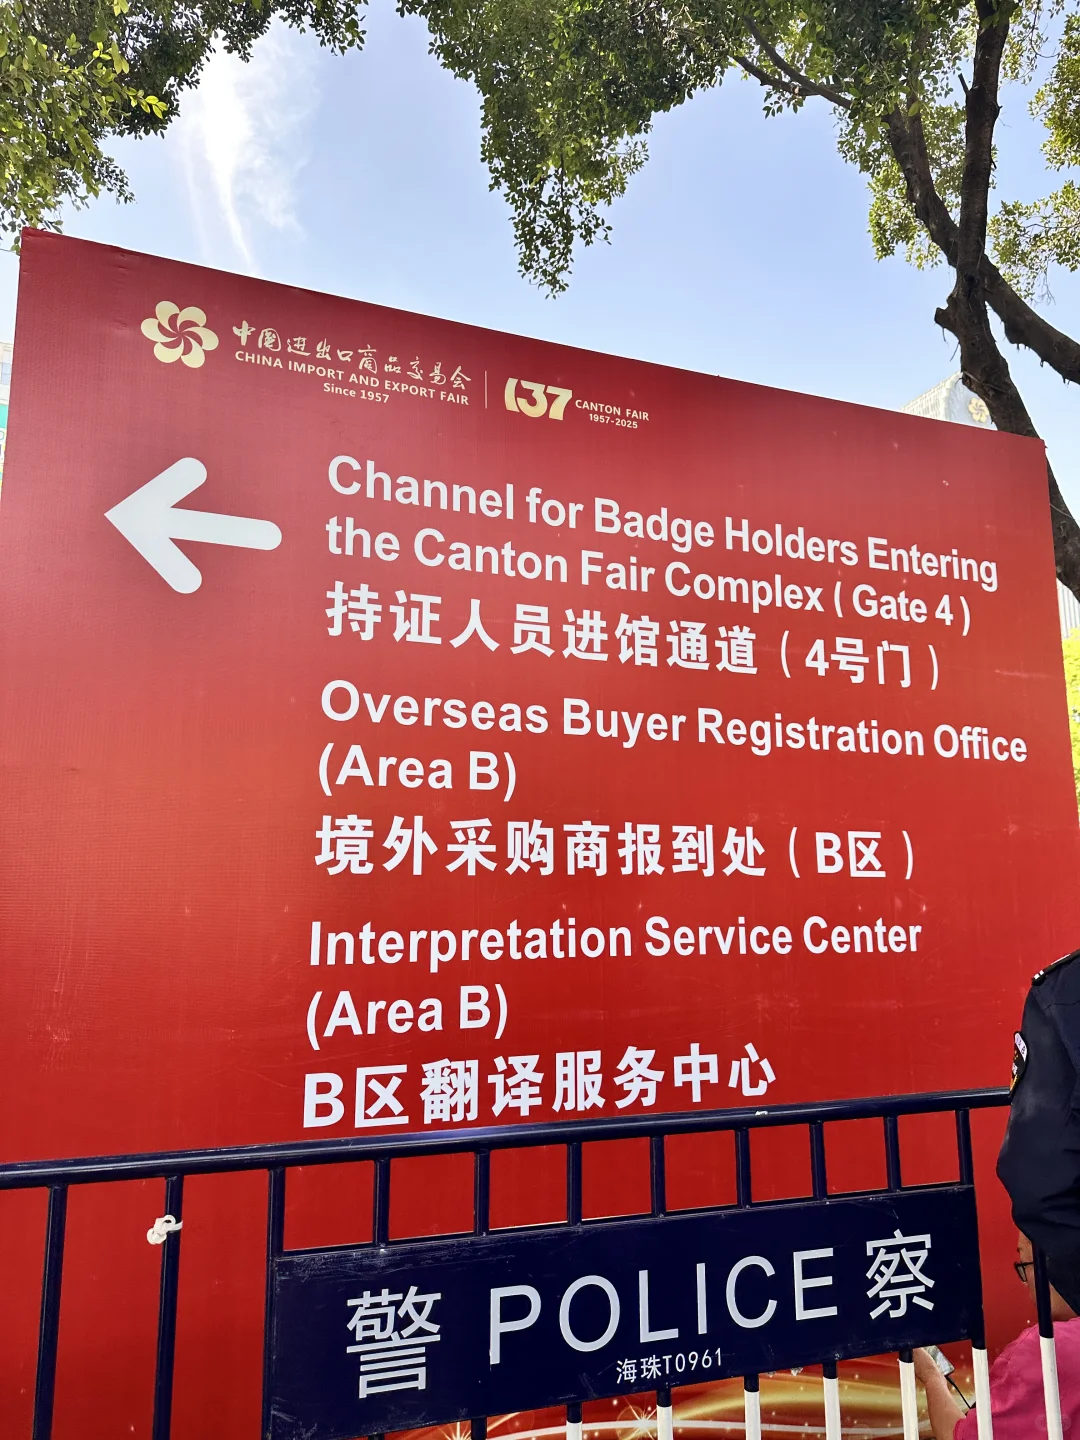 中国进出口商品交易会
CHINA IMPORT AND EXPORT FAIR
Since 1957
137 CANTON FAIR
1957-2025
Channel for Badge Holders Entering
the Canton Fair Complex ( Gate 4 )
持证人员进馆通道（4号门）
Overseas Buyer Registration Office
(Area B)
境外采购商报到处（B区）
Interpretation Service Center
(Area B)
B区翻译服务中心
警 POLICE 察
海珠T0961